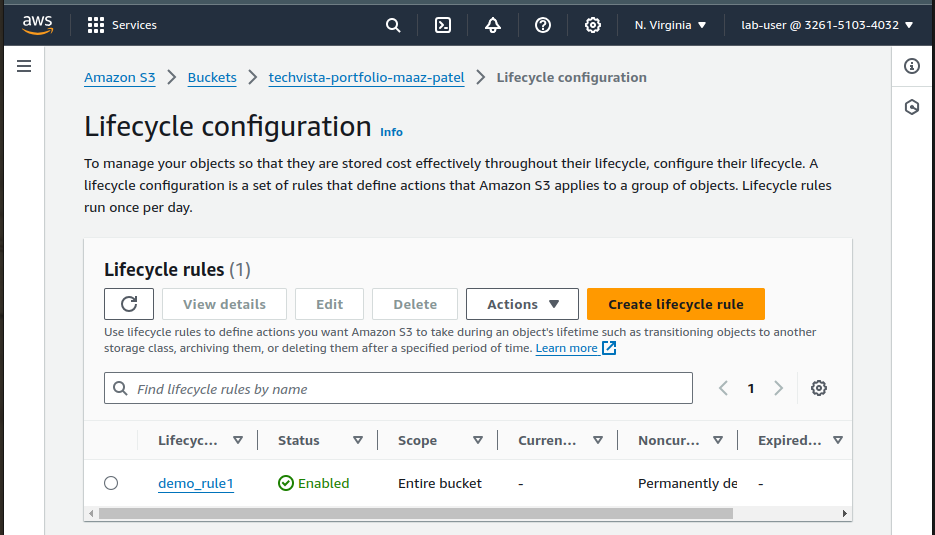 aws
Services
N. Virginia
lab-user @ 3261-5103-4032
Amazon S3
Buckets
techvista-portfolio-maaz-patel
Lifecycle configuration
Lifecycle configuration Info
To manage your objects so that they are stored cost effectively throughout their lifecycle, configure their lifecycle. A
lifecycle configuration is a set of rules that define actions that Amazon S3 applies to a group of objects. Lifecycle rules
run once per day.
Lifecycle rules (1)
View details
Edit
Delete
Actions
Create lifecycle rule
Use lifecycle rules to define actions you want Amazon S3 to take during an object's lifetime such as transitioning objects to another
storage class, archiving them, or deleting them after a specified period of time. Learn more
Find lifecycle rules by name
1
Lifecyc...
Status
Scope
Curren...
Noncur...
Expired...
demo_rule1
Enabled
Entire bucket
-
Permanently de
-